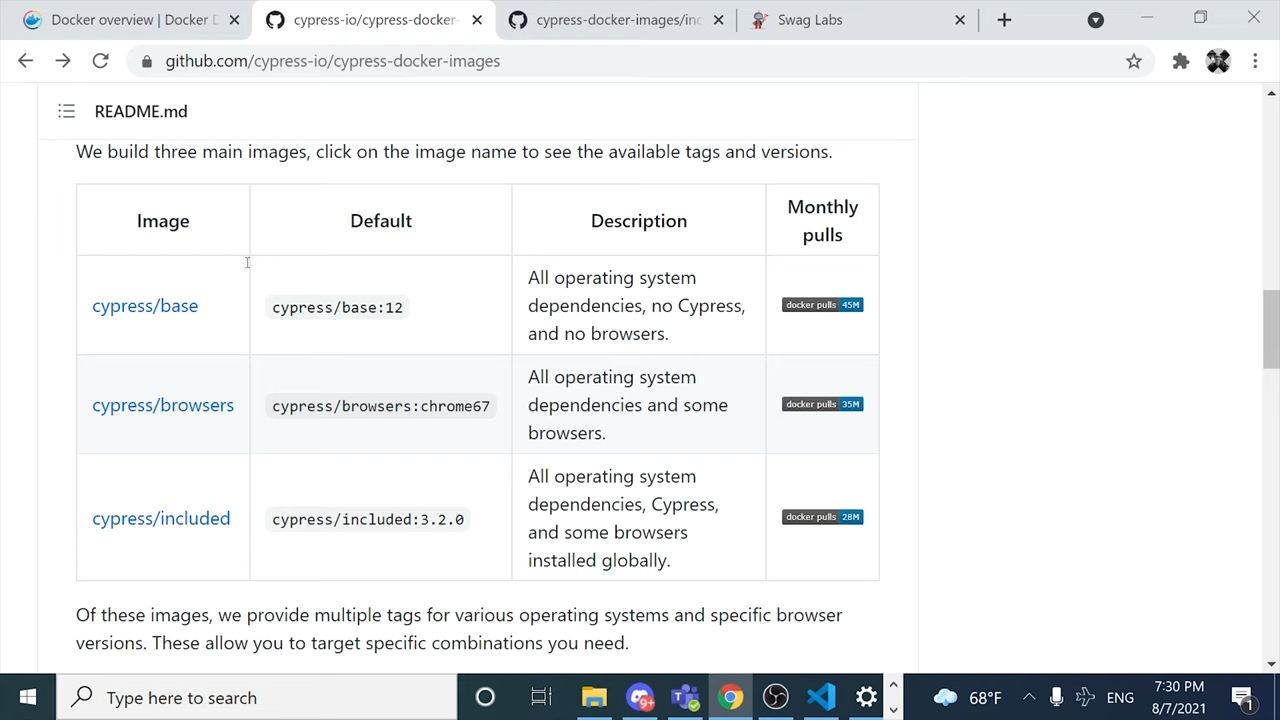 Docker overview | Docker D
cypress-io/cypress-docker-
cypress-docker-images/inc
Swag Labs
github.com/cypress-io/cypress-docker-images
README.md
We build three main images, click on the image name to see the available tags and versions.
Image
Default
Description
Monthly
pulls
cypress/base
cypress/base:12
All operating system
dependencies, no Cypress,
and no browsers.
docker pulls 45M
cypress/browsers
cypress/browsers:chrome67
All operating system
dependencies and some
browsers.
docker pulls 35M
cypress/included
cypress/included:3.2.0
All operating system
dependencies, Cypress,
and some browsers
installed globally.
docker pulls 28M
Of these images, we provide multiple tags for various operating systems and specific browser
versions. These allow you to target specific combinations you need.
Type here to search
68°F
ENG
7:30 PM
8/7/2021
1